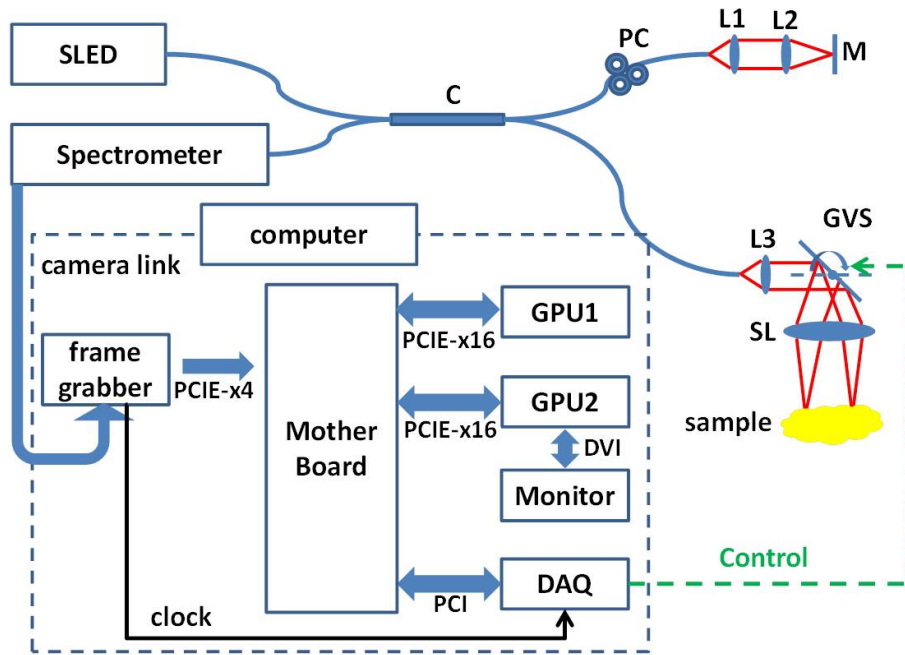 SLED
C
PC
L1
L2
M
Spectrometer
GVS
L3
computer
camera link
GPU1
PCIE-x16
SL
frame
grabber
PCIE-x4
GPU2
PCIE-x16
sample
Mother
Board
DVI
Monitor
Control
DAQ
PCI
clock